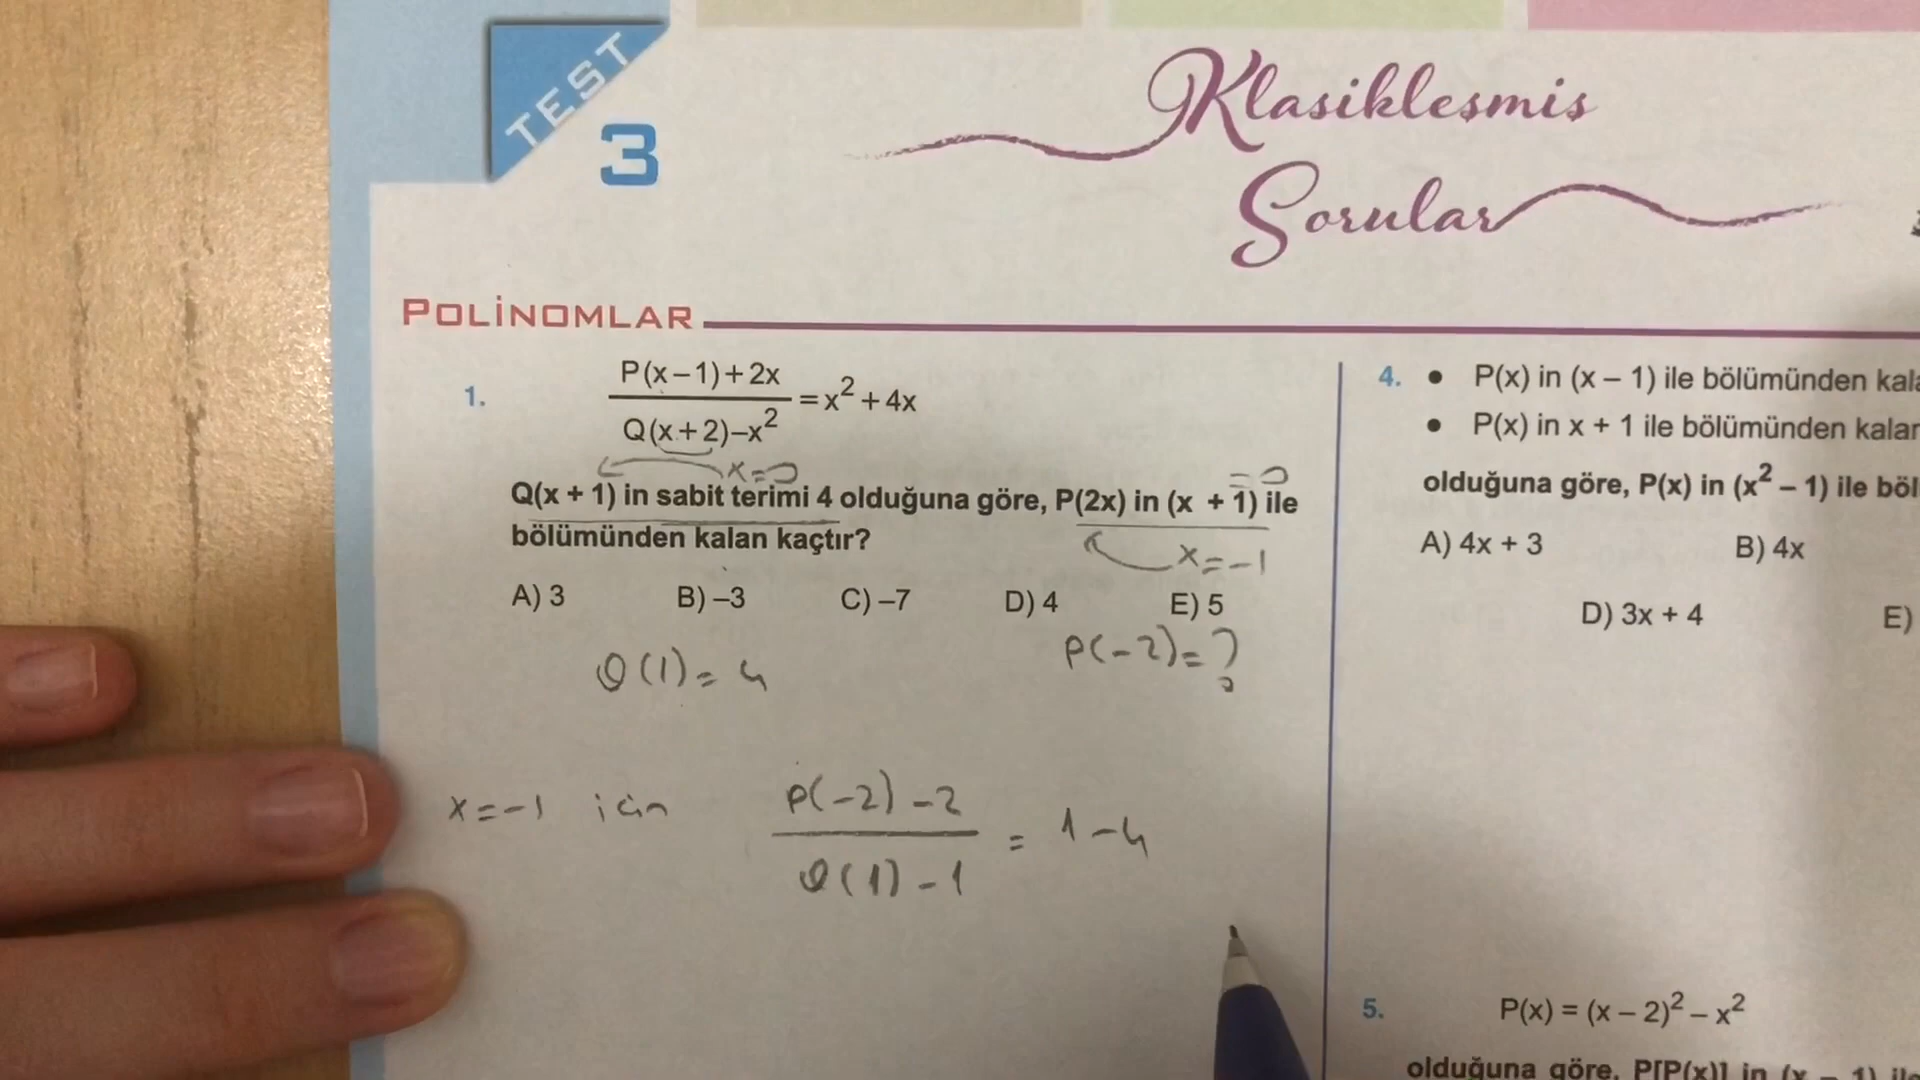 TEST
3
Klasikleşmiş
Sorular
POLİNOMLAR
1.
P(x–1)+2x
Q(x+2)–x² = x² + 4x
x=0
=0
Q(x + 1) in sabit terimi 4 olduğuna göre, P(2x) in (x + 1) ile
bölümünden kalan kaçtır?
x=-1
A) 3 B) –3 C) –7 D) 4 E) 5
Q(1) = 4
P(-2) = ?
x=-1 için
P(-2) -2
Q(1) -1 = 1-4
4. • P(x) in (x – 1) ile bölümünden
• P(x) in x + 1 ile bölümünden kalan
olduğuna göre, P(x) in (x² – 1) ile
A) 4x + 3 B) 4x
D) 3x + 4 E)
5. P(x) = (x – 2)² – x²
olduğuna göre, P[P(x)] in (x – 1)